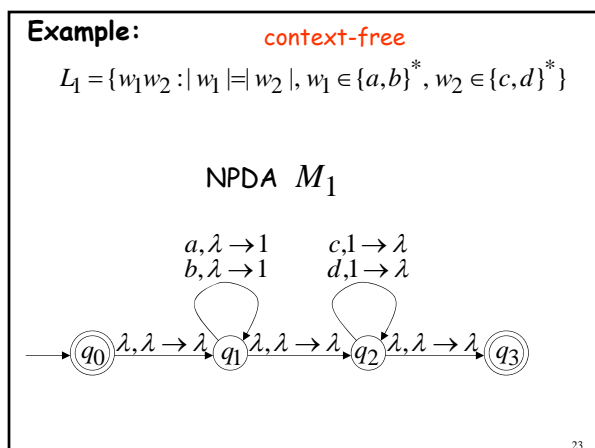 Example:
context-free
L₁ = {w₁w₂ : | w₁ |=| w₂ |, w₁ ∈ {a,b}*, w₂ ∈ {c,d}*}
NPDA M₁
a, λ → 1 c,1 → λ
b, λ → 1 d,1 → λ
q₀ λ, λ → λ q₁ λ, λ → λ q₂ λ, λ → λ q₃
23